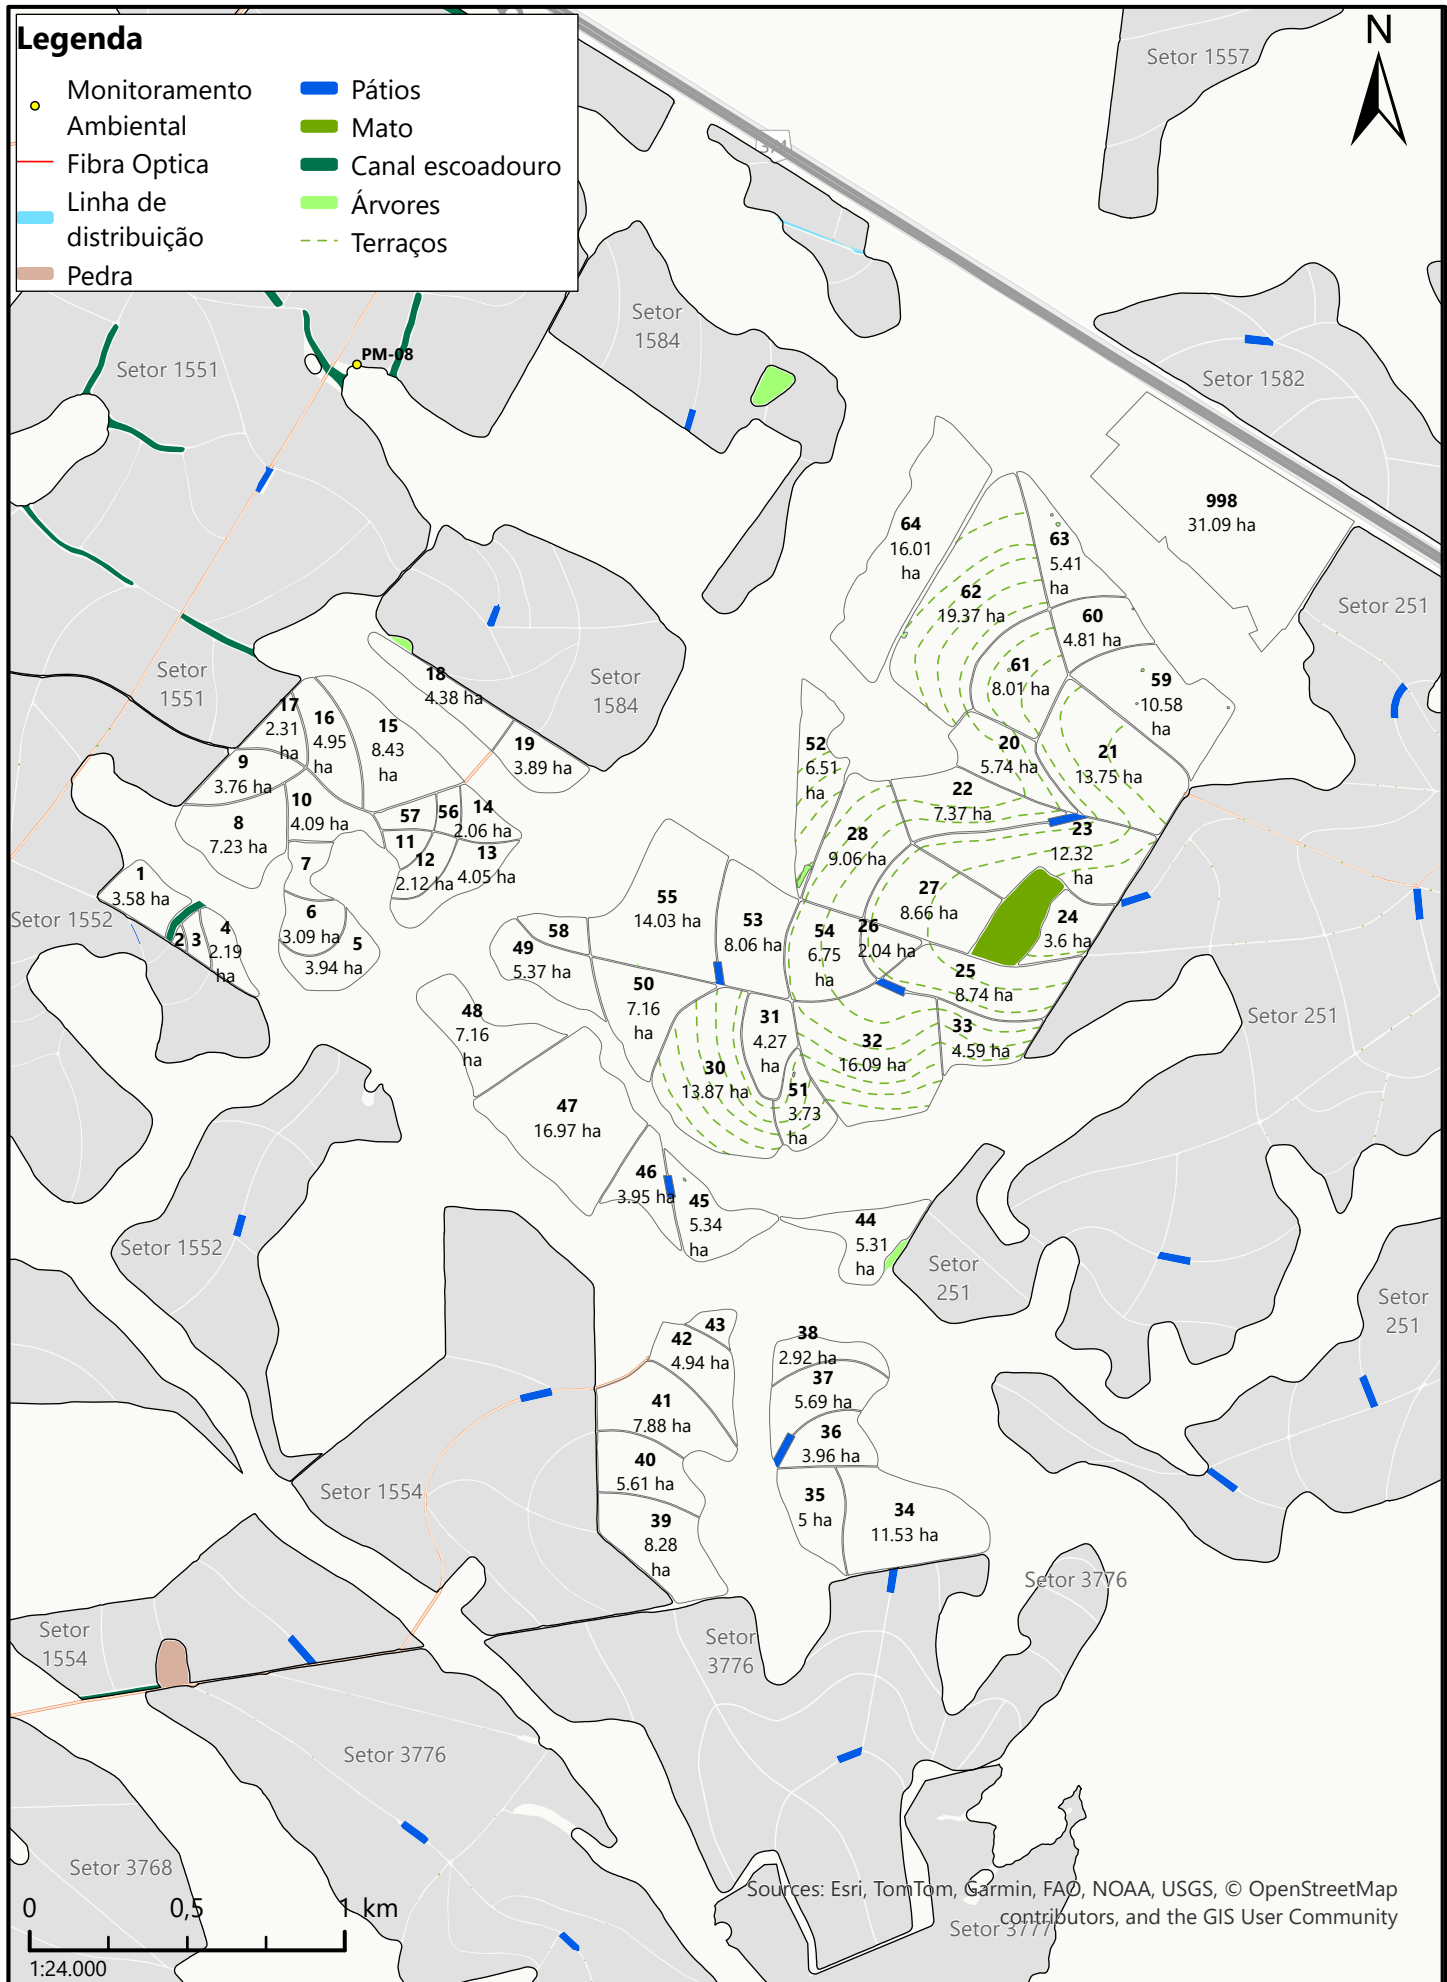 Legenda
Monitoramento
Ambiental
Fibra Optica
Linha de
distribuição
Pedra
Pátios
Mato
Canal escoadouro
Árvores
Terraços
N
Setor 1557
374
Setor
1584
Setor 1551
PM-08
Setor 1582
998
31.09 ha
64
16.01
ha
63
5.41
ha
62
19.37 ha
60
4.81 ha
Setor 251
61
8.01 ha
59
10.58
ha
Setor
1551
18
4.38 ha
Setor
1584
17
2.31
ha
16
4.95
ha
15
8.43
ha
19
3.89 ha
52
6.51
ha
20
5.74 ha
21
13.75 ha
9
3.76 ha
22
7.37 ha
10
4.09 ha
57
56
14
2.06 ha
8
7.23 ha
28
9.06 ha
23
12.32
ha
11
12
2.12 ha
13
4.05 ha
7
1
3.58 ha
27
8.66 ha
55
14.03 ha
53
8.06 ha
6
3.09 ha
5
3.94 ha
Setor 1552
2
3
4
2.19
ha
24
3.6 ha
26
2.04 ha
54
6.75
ha
58
49
5.37 ha
25
8.74 ha
50
7.16
ha
48
7.16
ha
31
4.27
ha
32
16.09 ha
33
4.59 ha
Setor 251
30
13.87 ha
51
3.73
ha
47
16.97 ha
46
3.95 ha
45
5.34
ha
44
5.31
ha
Setor 1552
Setor
251
Setor
251
43
42
4.94 ha
38
2.92 ha
37
5.69 ha
41
7.88 ha
36
3.96 ha
40
5.61 ha
Setor 1554
35
5 ha
34
11.53 ha
39
8.28
ha
Setor 3776
Setor
1554
Setor
3776
Setor 3776
Setor 3768
Sources: Esri, TomTom, Garmin, FAO, NOAA, USGS, © OpenStreetMap
contributors, and the GIS User Community
Setor 3777
0
0,5
1 km
1:24.000